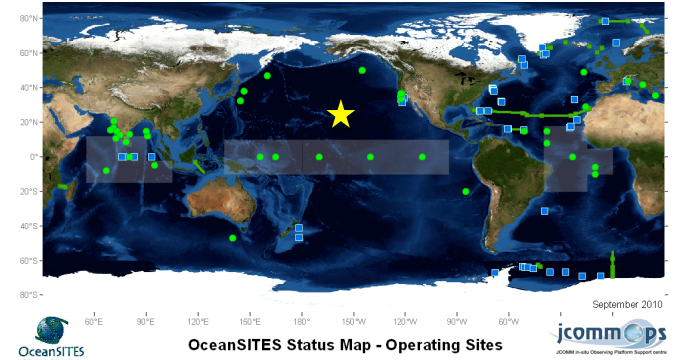 80°N
60°N
40°N
20°N
0°
20°S
40°S
60°S
80°S
September 2010
60°E 90°E 120°E 150°E 180°E 150°W 120°W 90°W 60°W 30°W 0°
OceanSITES
OceanSITES Status Map - Operating Sites
jcommops
JCOMM in-situ Observing Platform Support centre